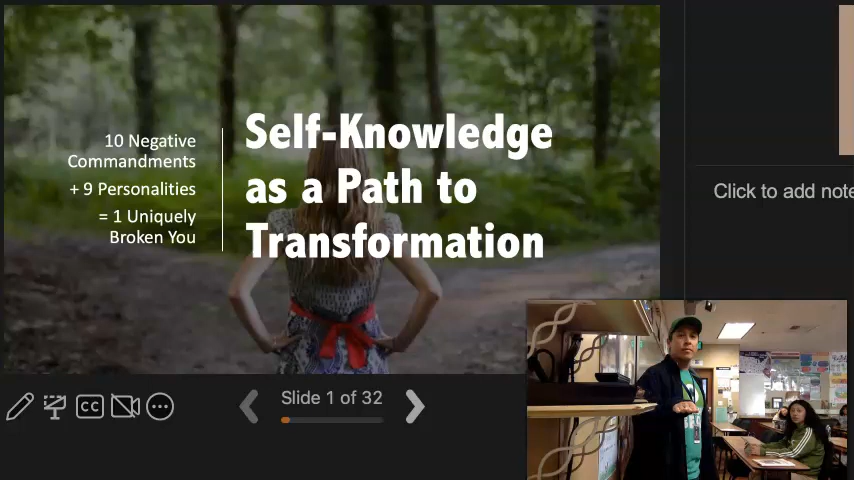 10 Negative
Commandments
+ 9 Personalities
= 1 Uniquely
Broken You
Self-Knowledge
as a Path to
Transformation
Click to add note
CC
Slide 1 of 32